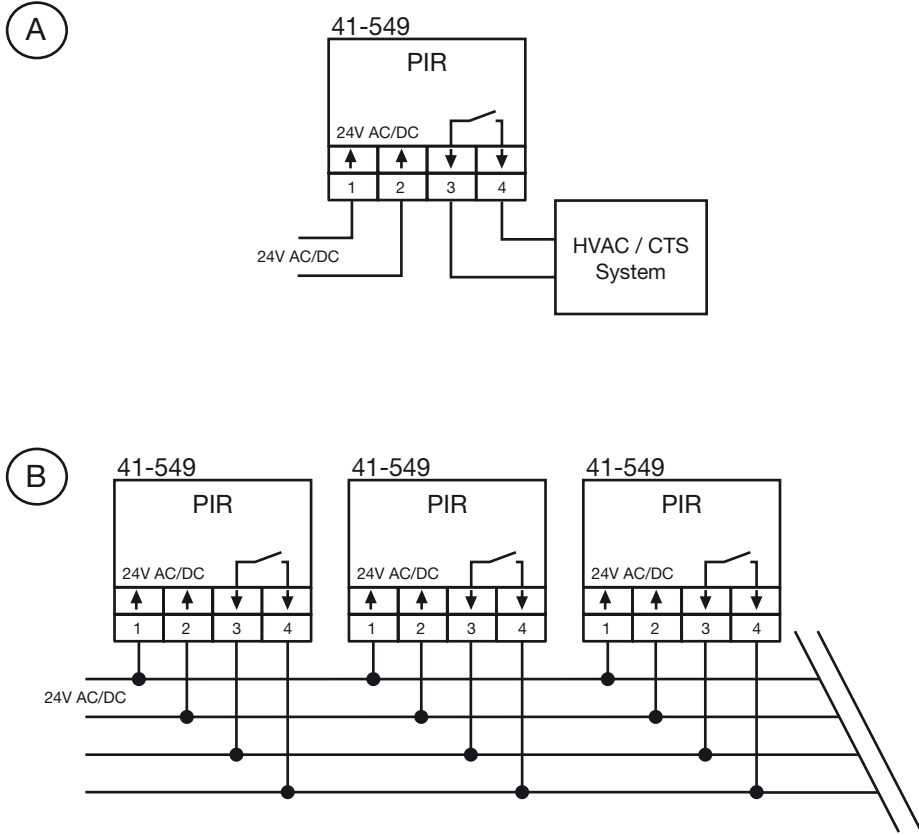 A
41-549
PIR
24V AC/DC
1 2 3 4
24V AC/DC
HVAC / CTS
System
B
41-549 41-549 41-549
PIR PIR PIR
24V AC/DC 24V AC/DC 24V AC/DC
1 2 3 4 1 2 3 4 1 2 3 4
24V AC/DC